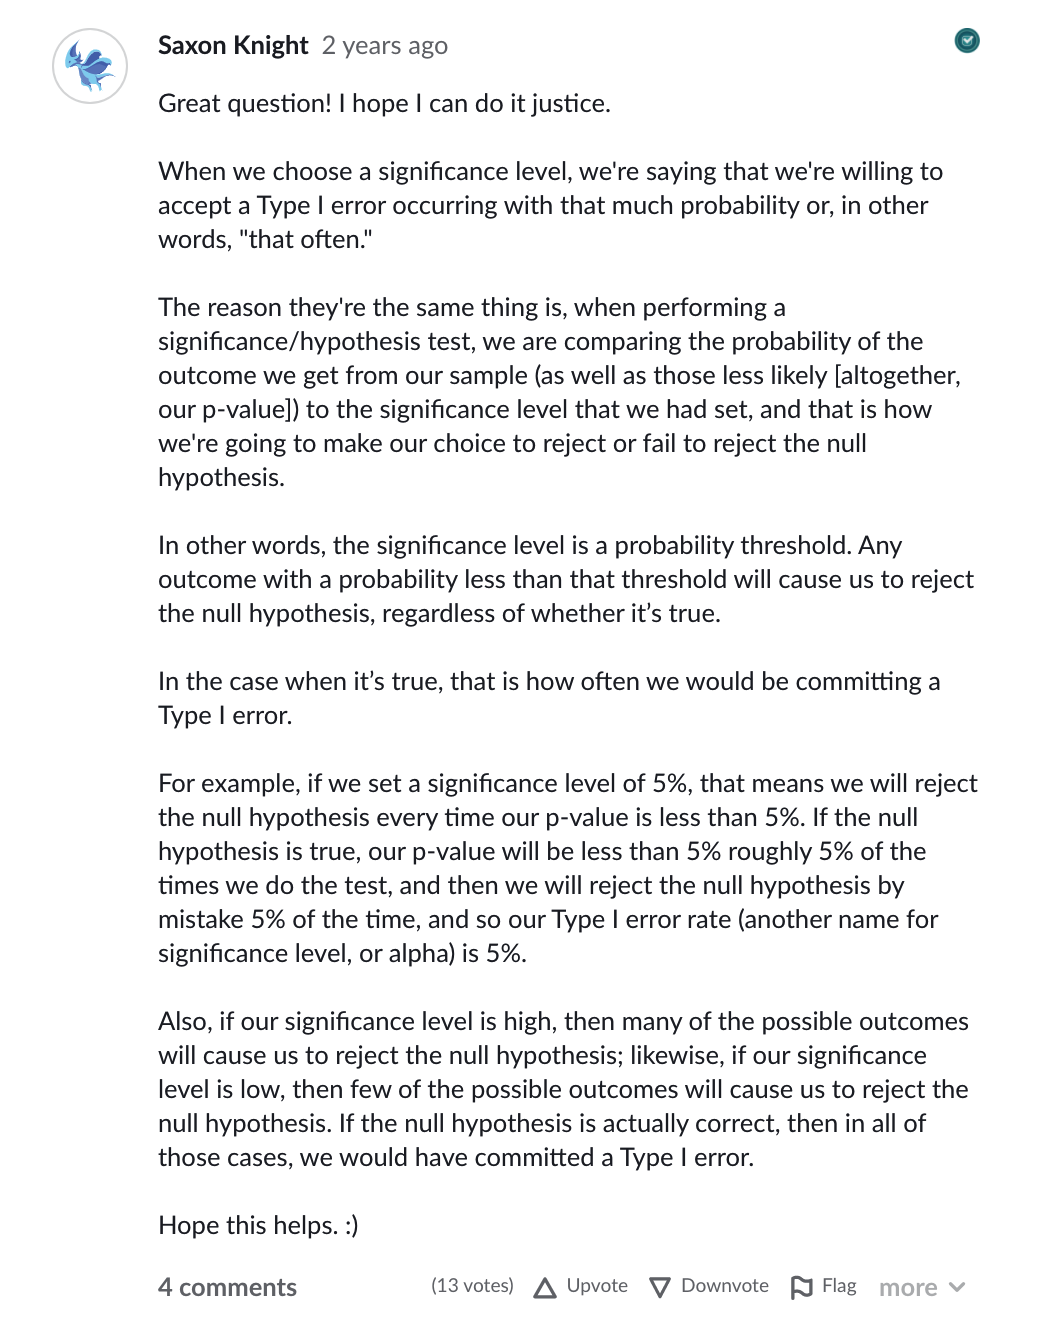 Saxon Knight 2 years ago
Great question! I hope I can do it justice.
When we choose a significance level, we're saying that we're willing to
accept a Type I error occurring with that much probability or, in other
words, "that often."
The reason they're the same thing is, when performing a
significance/hypothesis test, we are comparing the probability of the
outcome we get from our sample (as well as those less likely [altogether,
our p-value]) to the significance level that we had set, and that is how
we're going to make our choice to reject or fail to reject the null
hypothesis.
In other words, the significance level is a probability threshold. Any
outcome with a probability less than that threshold will cause us to reject
the null hypothesis, regardless of whether it’s true.
In the case when it’s true, that is how often we would be committing a
Type I error.
For example, if we set a significance level of 5%, that means we will reject
the null hypothesis every time our p-value is less than 5%. If the null
hypothesis is true, our p-value will be less than 5% roughly 5% of the
times we do the test, and then we will reject the null hypothesis by
mistake 5% of the time, and so our Type I error rate (another name for
significance level, or alpha) is 5%.
Also, if our significance level is high, then many of the possible outcomes
will cause us to reject the null hypothesis; likewise, if our significance
level is low, then few of the possible outcomes will cause us to reject the
null hypothesis. If the null hypothesis is actually correct, then in all of
those cases, we would have committed a Type I error.
Hope this helps. :)
4 comments (13 votes) Upvote Downvote Flag more